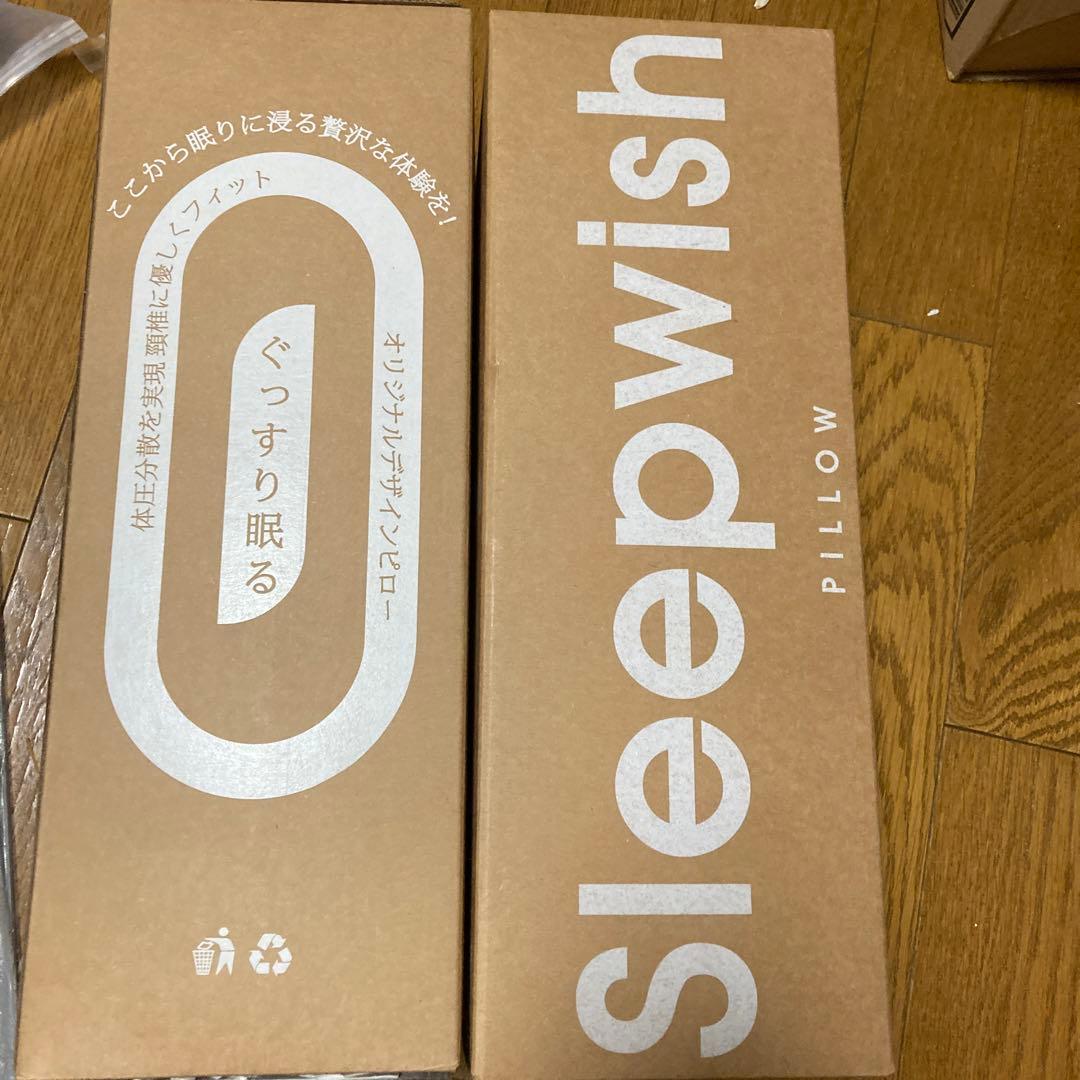 ここから眠りに浸る贅沢な体験を!
体圧分散を実現 頸椎に優しくフィット
ぐっすり眠る
オリジナルデザインピロー
Sleepwish
PILLOW